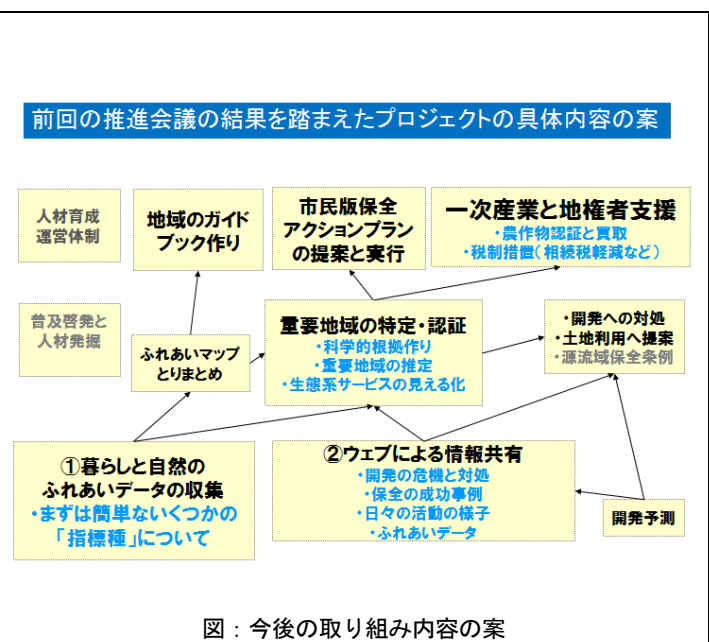 前回の推進会議の結果を踏まえたプロジェクトの具体内容の案
人材育成
運営体制
地域のガイド
ブック作り
市民版保全
アクションプラン
の提案と実行
一次産業と地権者支援
・農作物認証と買取
・税制措置(相続税軽減など)
普及啓発と
人材発掘
ふれあいマップ
とりまとめ
重要地域の特定・認証
・科学的根拠作り
・重要地域の推定
・生態系サービスの見える化
・開発への対処
・土地利用へ提案
・源流域保全条例
①暮らしと自然の
ふれあいデータの収集
・まずは簡単ないくつかの
「指標種」について
②ウェブによる情報共有
・開発の危機と対処
・保全の成功事例
・日々の活動の様子
・ふれあいデータ
開発予測
図:今後の取り組み内容の案